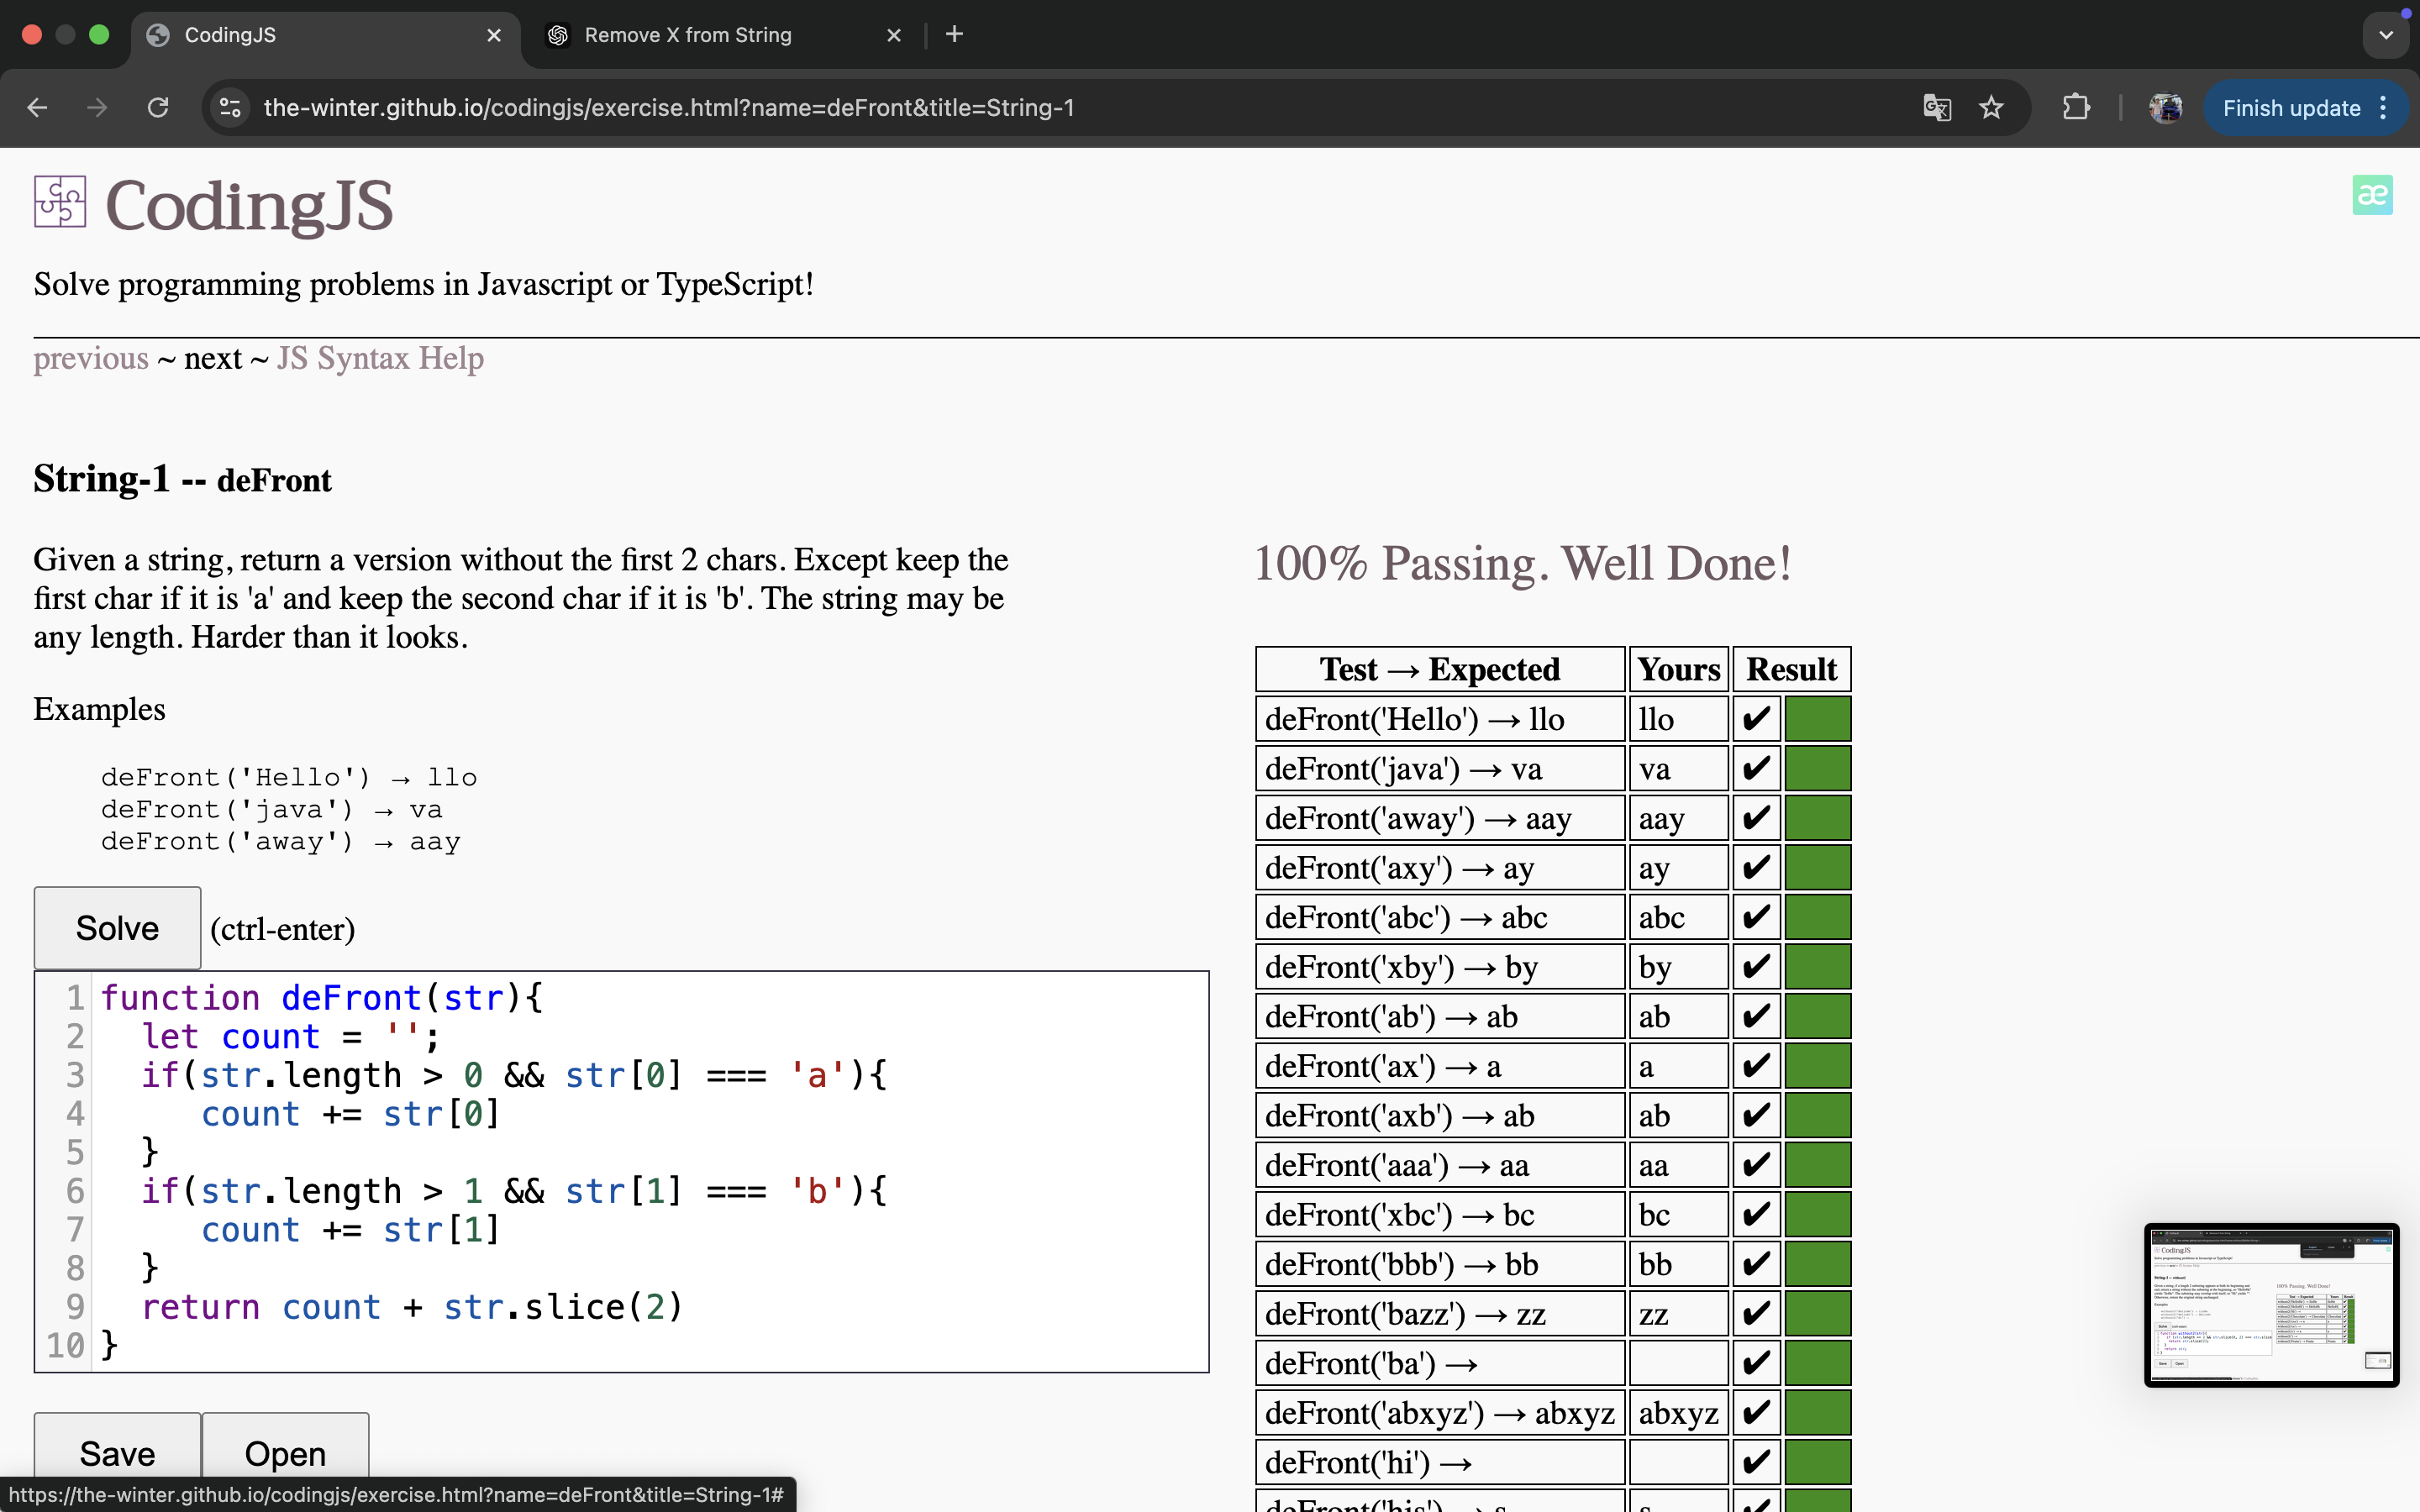 CodingJS
Remove X from String
the-winter.github.io/codingjs/exercise.html?name=deFront&title=String-1
Finish update
CodingJS
æ
Solve programming problems in Javascript or TypeScript!
previous ~ next ~ JS Syntax Help
String-1 -- deFront
Given a string, return a version without the first 2 chars. Except keep the
first char if it is 'a' and keep the second char if it is 'b'. The string may be
any length. Harder than it looks.
Examples
deFront('Hello') → llo
deFront('java') → va
deFront('away') → aay
Solve (ctrl-enter)
1 function deFront(str){
2 let count = '';
3 if(str.length > 0 && str[0] === 'a'){
4 count += str[0]
5 }
6 if(str.length > 1 && str[1] === 'b'){
7 count += str[1]
8 }
9 return count + str.slice(2)
10 }
Save Open
https://the-winter.github.io/codingjs/exercise.html?name=deFront&title=String-1#
100% Passing. Well Done!
Test → Expected Yours Result
deFront('Hello') → llo llo ✔
deFront('java') → va va ✔
deFront('away') → aay aay ✔
deFront('axy') → ay ay ✔
deFront('abc') → abc abc ✔
deFront('xby') → by by ✔
deFront('ab') → ab ab ✔
deFront('ax') → a a ✔
deFront('axb') → ab ab ✔
deFront('aaa') → aa aa ✔
deFront('xbc') → bc bc ✔
deFront('bbb') → bb bb ✔
deFront('bazz') → zz zz ✔
deFront('ba') → ✔
deFront('abxyz') → abxyz abxyz ✔
deFront('hi') → ✔
deFront('his') → s s ✔
CodingJS